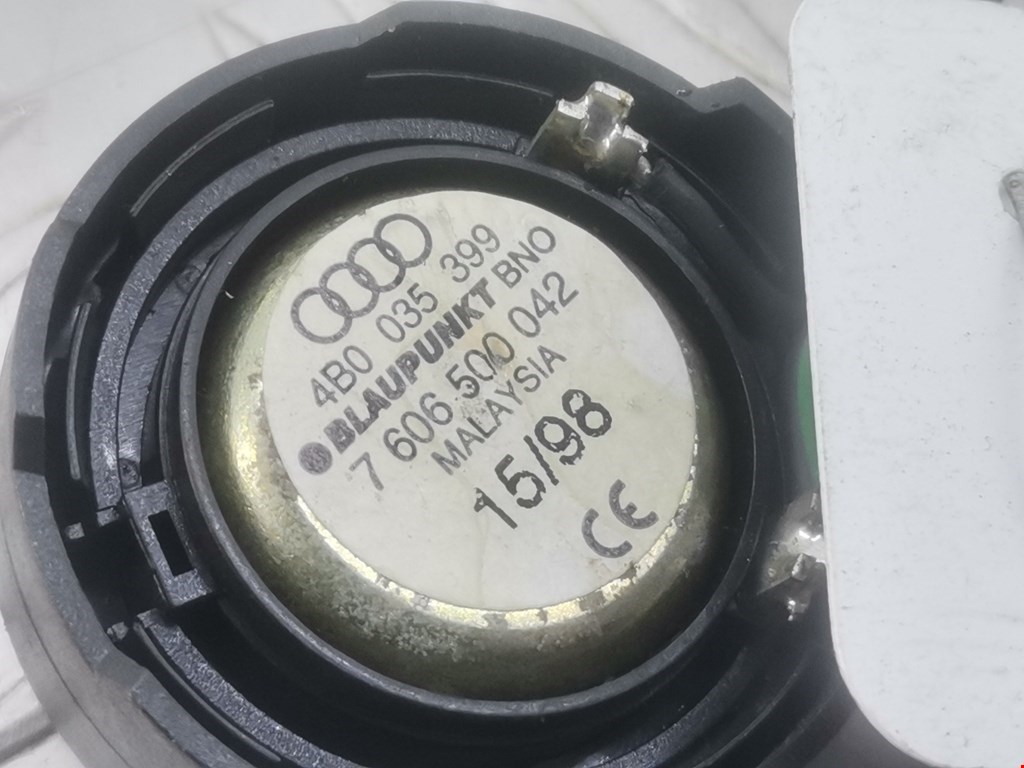 4B0 035 399
BLAUPUNKT BNO
7 606 500 042
MALAYSIA
15/98
CE